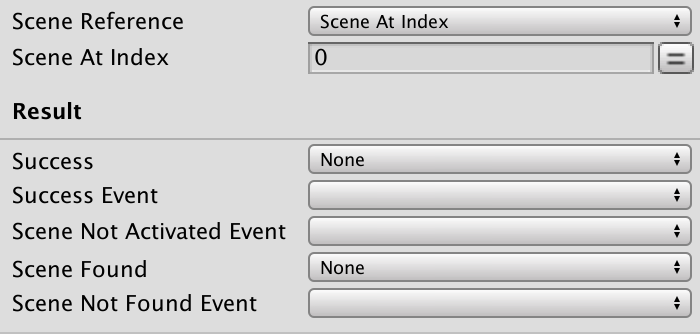 Scene Reference Scene At Index
Scene At Index 0 =
Result
Success None
Success Event
Scene Not Activated Event
Scene Found None
Scene Not Found Event